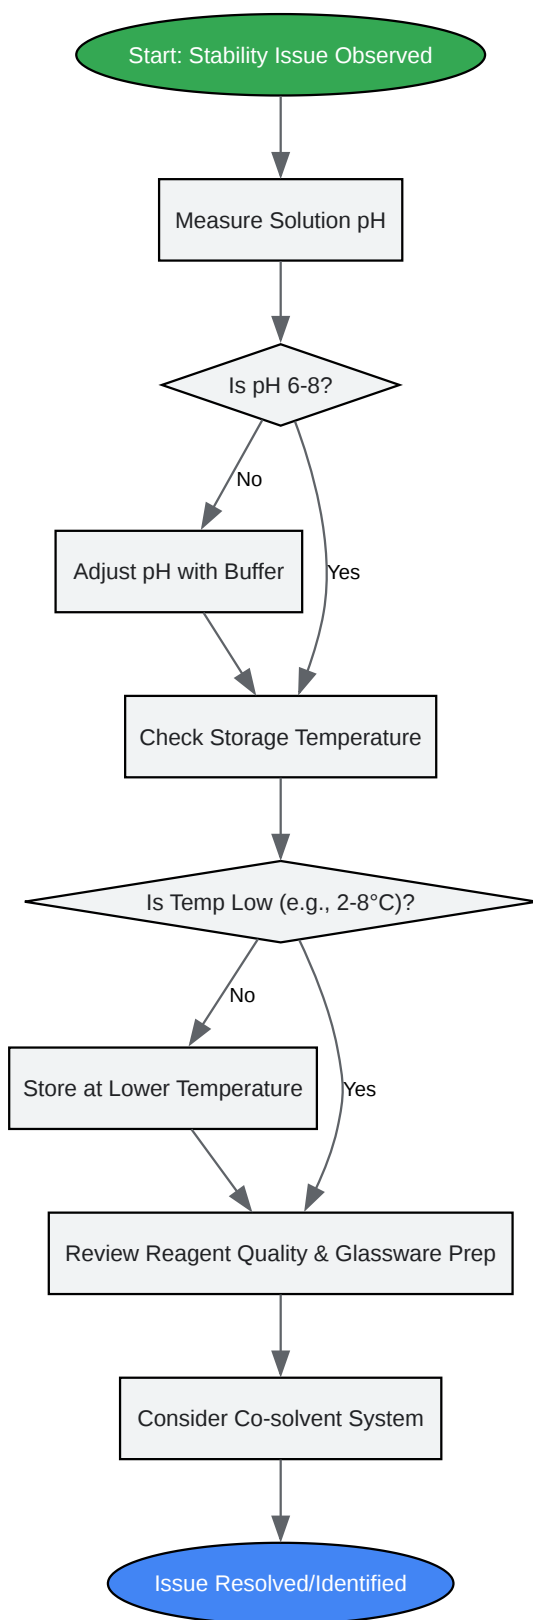 Start: Stability Issue Observed
Measure Solution pH
Is pH 6-8?
No
Adjust pH with Buffer
Yes
Check Storage Temperature
Is Temp Low (e.g., 2-8°C)?
No
Store at Lower Temperature
Yes
Review Reagent Quality & Glassware Prep
Consider Co-solvent System
Issue Resolved/Identified